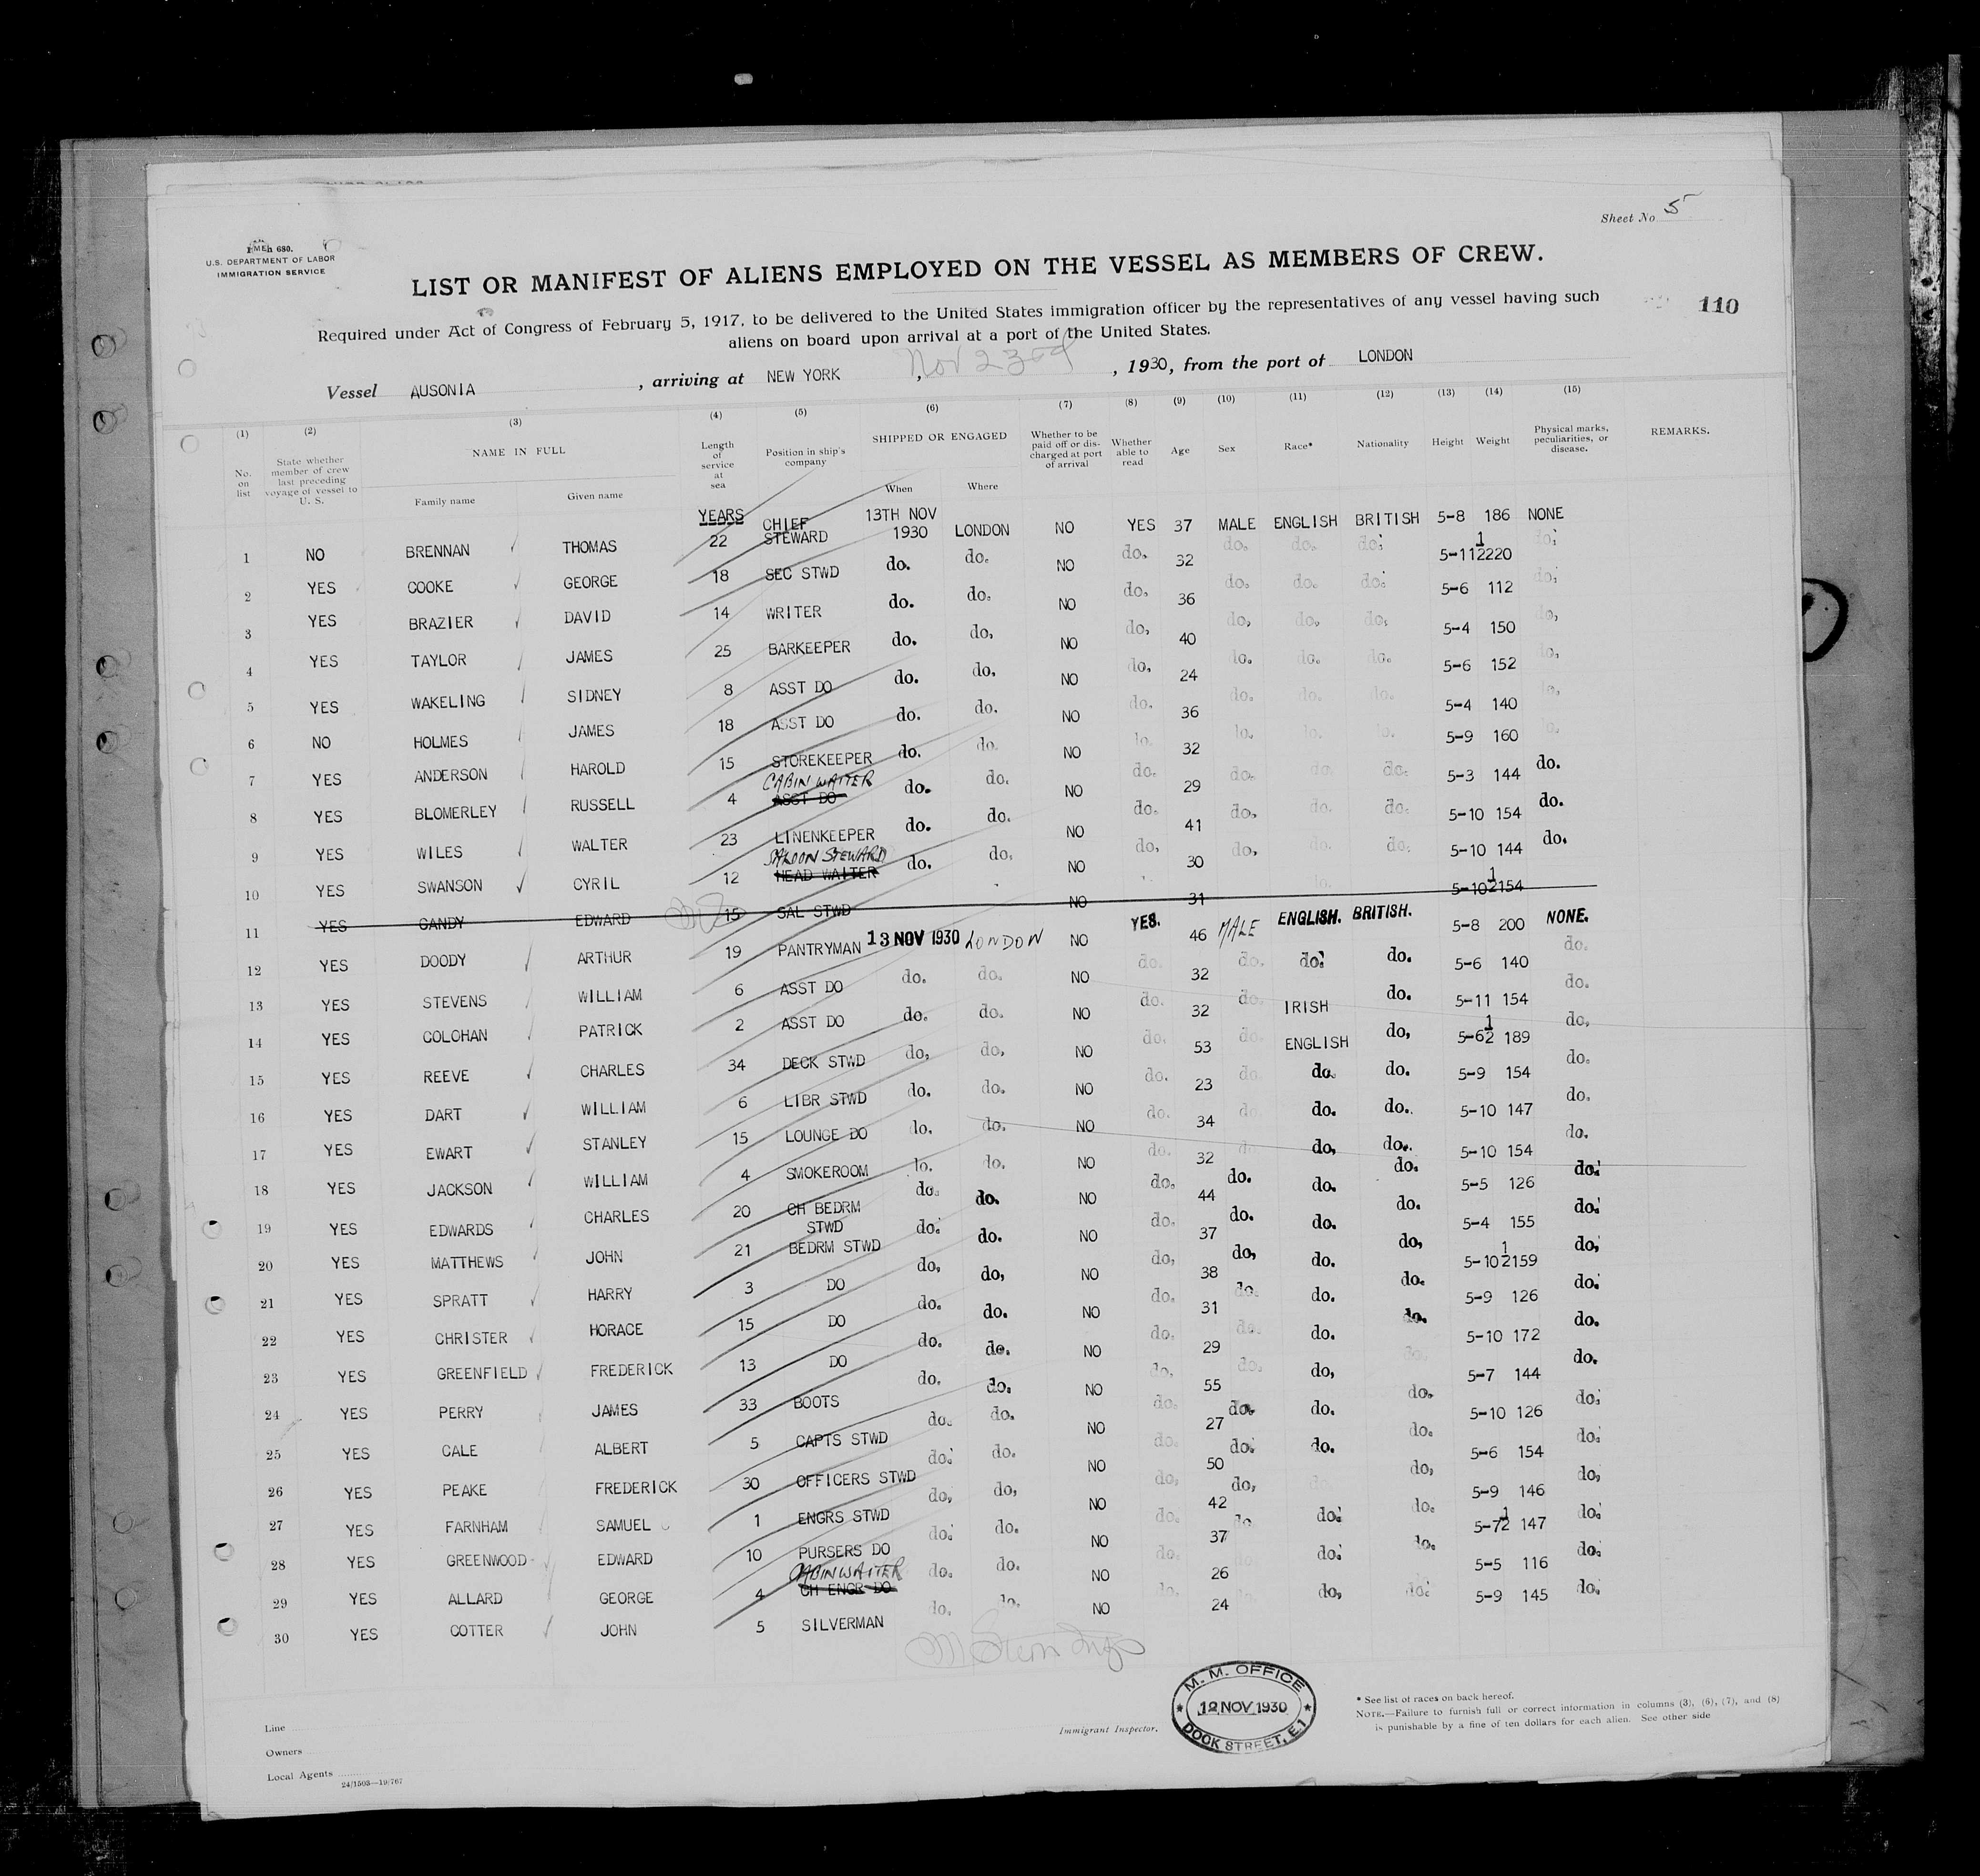 Sheet No 5
680.
U.S. DEPARTMENT OF LABOR
IMMIGRATION SERVICE
LIST OR MANIFEST OF ALIENS EMPLOYED ON THE VESSEL AS MEMBERS OF CREW.
110
Required under Act of Congress of February 5, 1917, to be delivered to the United States immigration officer by the representatives of any vessel having such
aliens on board upon arrival at a port of the United States.
Vessel AUSONIA, arriving at NEW YORK, Nov 23rd, 1930, from the port of LONDON
(1) (2) (3) (4) (5) (6) (7) (8) (9) (10) (11) (12) (13) (14) (15)
No. on list State whether member of crew last preceding voyage of vessel to U. S. NAME IN FULL Family name Given name Length of service at sea Position in ship's company SHIPPED OR ENGAGED When Where Whether to be paid off or discharged at port of arrival Whether able to read Age Sex Race* Nationality Height Weight Physical marks, peculiarities, or disease. REMARKS.
YEARS
1 NO BRENNAN THOMAS 22 CHIEF STEWARD 13TH NOV 1930 LONDON NO YES 37 MALE ENGLISH BRITISH 5-8 186 NONE
2 YES COOKE GEORGE 18 SEC STWD do. do. NO do. 32 do. do. do. 5-11½ 220 do.
3 YES BRAZIER DAVID 14 WRITER do. do. NO do. 36 do. do. do. 5-6 112 do.
4 YES TAYLOR JAMES 25 BARKEEPER do. do, NO do, 40 do, do, do, 5-4 150 do,
5 YES WAKELING SIDNEY 8 ASST DO do. do. NO do, 24 do. do. do. 5-6 152 do.
6 NO HOLMES JAMES 18 ASST DO do. do. NO do. 36 do. do. do. 5-4 140 do,
7 YES ANDERSON HAROLD 15 STOREKEEPER do. do. NO do. 32 do. do. do. 5-9 160 do.
8 YES BLOMERLEY RUSSELL 4 CABIN WAITER ASST DO do. do. NO do. 29 do. do. do. 5-3 144 do.
9 YES WILES WALTER 23 LINENKEEPER do. do. NO do. 41 do, do. do. 5-10 154 do.
10 YES SWANSON CYRIL 12 SALOON STEWARD HEAD WAITER do. do. NO do, 30 do, do. do. 5-10 144 do.
11 YES CANDY EDWARD 15 SAL STWD NO 31 5-10½ 154
12 YES DOODY ARTHUR 19 PANTRYMAN 13 NOV 1930 LONDON NO YES. 46 MALE ENGLISH. BRITISH. 5-8 200 NONE.
13 YES STEVENS WILLIAM 6 ASST DO do. do. NO do. 32 do. do. do. 5-6 140 do.
14 YES COLOHAN PATRICK 2 ASST DO do. do. NO do. 32 do. IRISH do. 5-11 154 do.
15 YES REEVE CHARLES 34 DECK STWD do, do, NO do. 53 do. ENGLISH do, 5-6½ 189 do,
16 YES DART WILLIAM 6 LIBR STWD do. do. NO do. 23 do. do. do. 5-9 154 do.
17 YES EWART STANLEY 15 LOUNGE DO do. do. NO do. 34 do. do. do. 5-10 147 do.
18 YES JACKSON WILLIAM 4 SMOKEROOM do. do. NO do. 32 do. do, do. 5-10 154 do.
19 YES EDWARDS CHARLES 20 CH BEDRM STWD do. do. NO do. 44 do. do. do. 5-5 126 do.
20 YES MATTHEWS JOHN 21 BEDRM STWD do. do. NO do. 37 do. do. do. 5-4 155 do.
21 YES SPRATT HARRY 3 DO do, do, NO do, 38 do, do. do, 5-10½ 159 do,
22 YES CHRISTER HORACE 15 DO do. do. NO do. 31 do. do. do. 5-9 126 do.
23 YES GREENFIELD FREDERICK 13 DO do. do. NO do. 29 do. do. do. 5-10 172 do.
24 YES PERRY JAMES 33 BOOTS do. do. NO do, 55 do, do, do. 5-7 144 do.
25 YES CALE ALBERT 5 CAPTS STWD do. do. NO do. 27 do. do. do. 5-10 126 do.
26 YES PEAKE FREDERICK 30 OFFICERS STWD do. do. NO do. 50 do. do. do. 5-6 154 do.
27 YES FARNHAM SAMUEL 1 ENGRS STWD do, do, NO do, 42 do, do, 5-9 146 do,
28 YES GREENWOOD EDWARD 10 PURSERS DO do. do. NO do. 37 do. do. do. 5-7½ 147 do.
29 YES ALLARD GEORGE 4 CABIN WAITER CH ENGR DO do. do. NO do. 26 do. do. 5-5 116 do.
30 YES COTTER JOHN 5 SILVERMAN do. do. NO do. 24 do, do. 5-9 145 do.
Line
Owners
Local Agents
24/1503—19/767
Immigrant Inspector.
M. M. OFFICE
12 NOV 1930
DOCK STREET, E.1
* See list of races on back hereof.
NOTE.—Failure to furnish full or correct information in columns (3), (6), (7), and (8)
is punishable by a fine of ten dollars for each alien. See other side